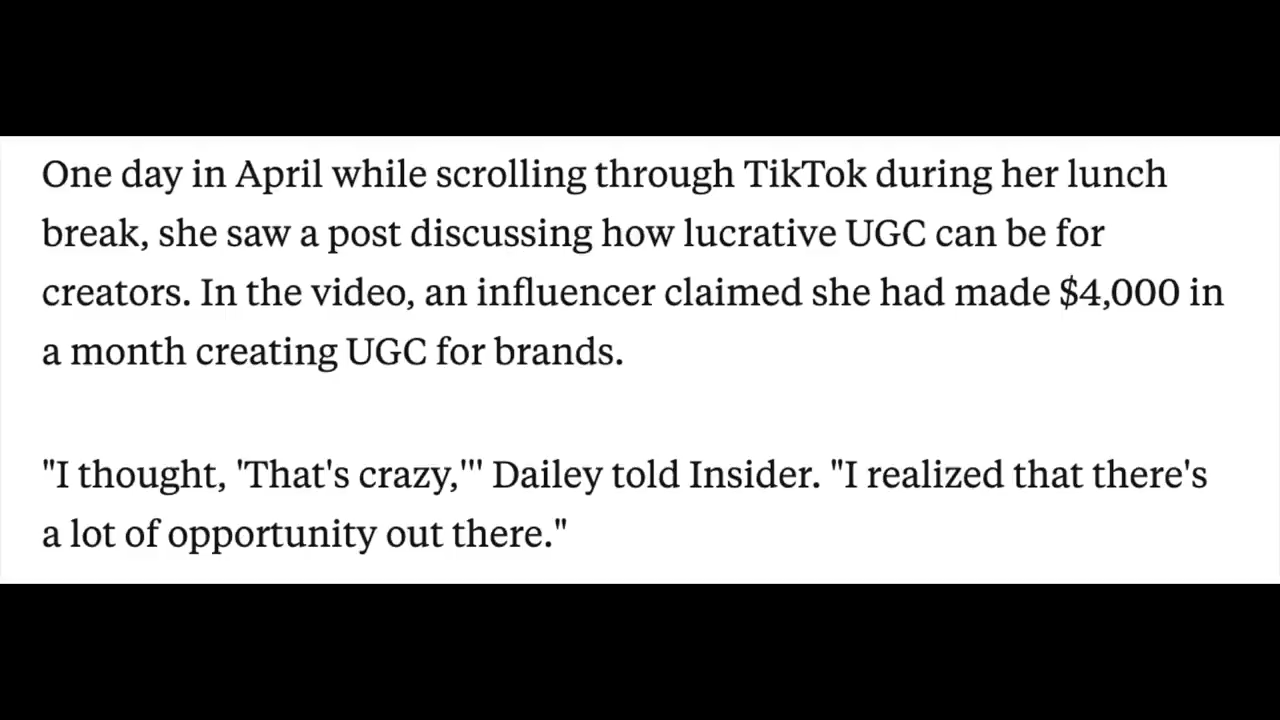 One day in April while scrolling through TikTok during her lunch
break, she saw a post discussing how lucrative UGC can be for
creators. In the video, an influencer claimed she had made $4,000 in
a month creating UGC for brands.
"I thought, 'That's crazy,'" Dailey told Insider. "I realized that there's
a lot of opportunity out there."